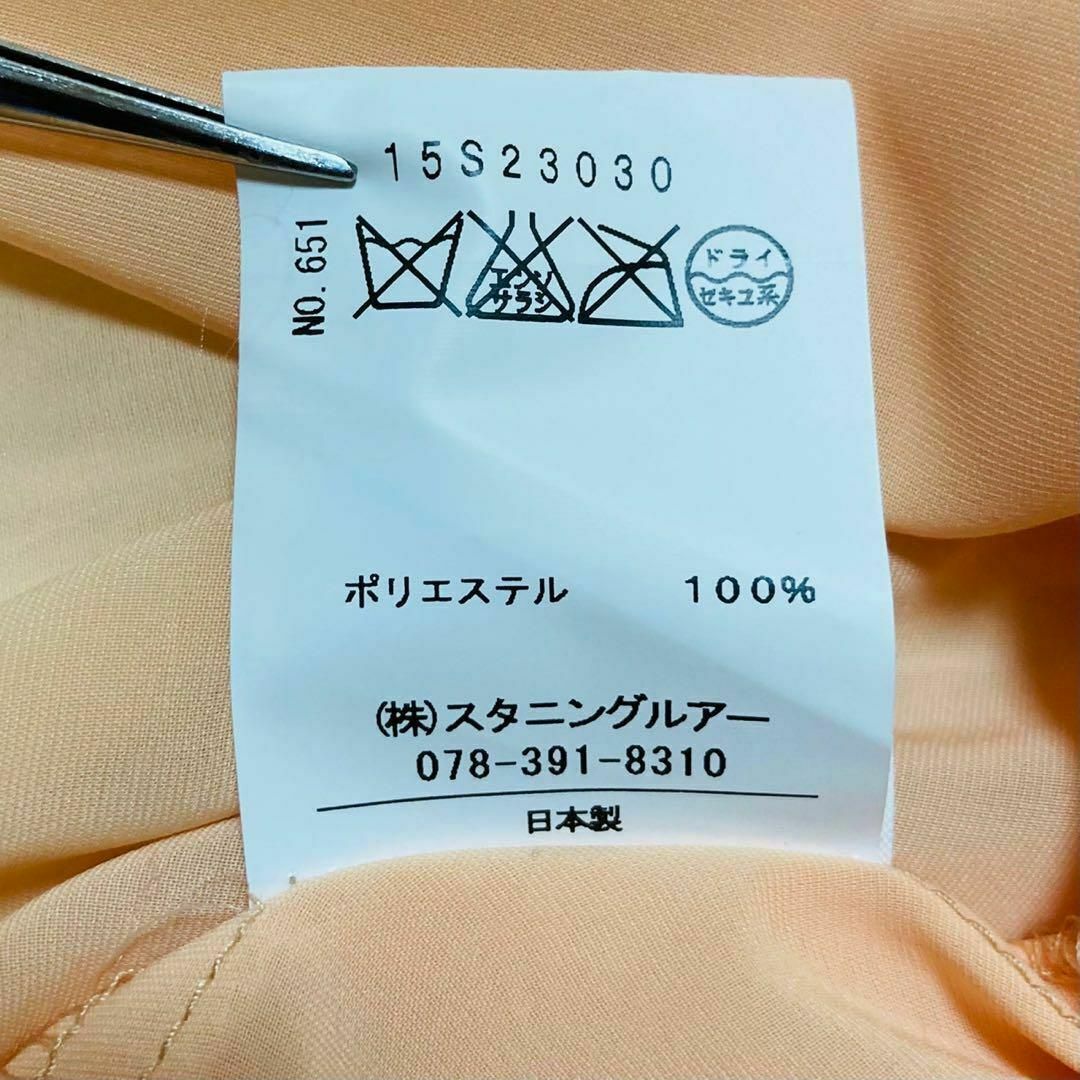 15S23030
NO.651
エンソ
サラシ
ドライ
セキユ系
ポリエステル 100%
(株)スタニングルアー
078-391-8310
日本製